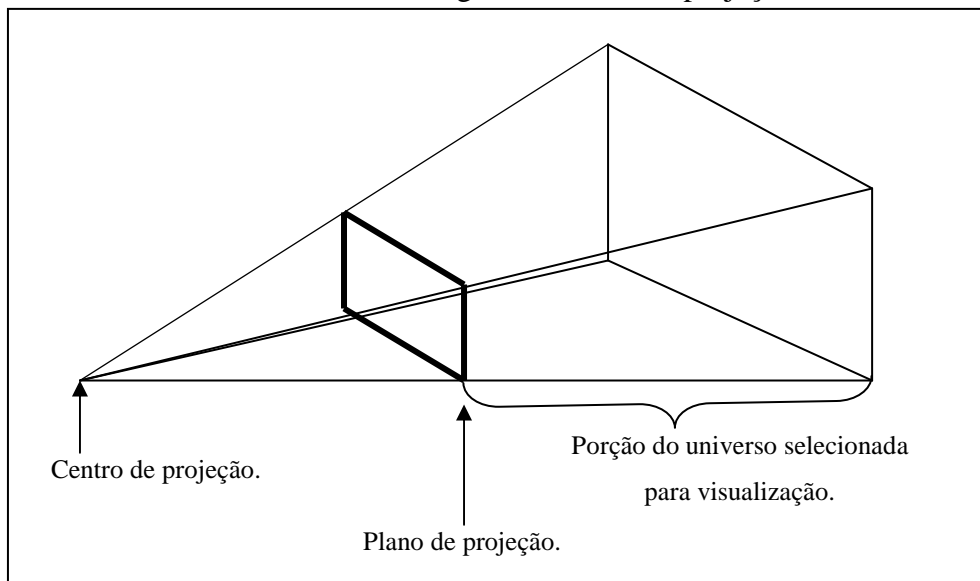 Centro de projeção.
Porção do universo selecionada
para visualização.
Plano de projeção.